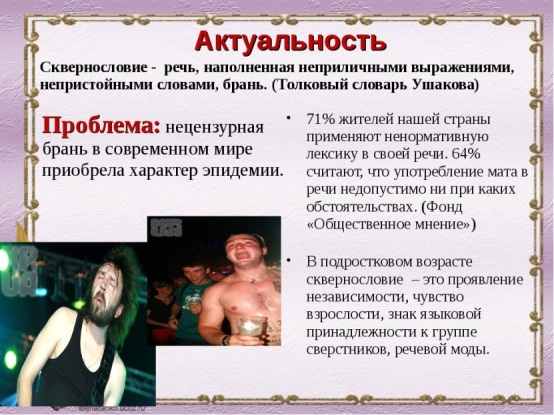 Актуальность
Сквернословие - речь, наполненная неприличными выражениями,
непристойными словами, брань. (Толковый словарь Ушакова)
Проблема: нецензурная
брань в современном мире
приобрела характер эпидемии.
• 71% жителей нашей страны
применяют ненормативную
лексику в своей речи. 64%
считают, что употребление мата в
речи недопустимо ни при каких
обстоятельствах. (Фонд
«Общественное мнение»)
• В подростковом возрасте
сквернословие – это проявление
независимости, чувство
взрослости, знак языковой
принадлежности к группе
сверстников, речевой моды.